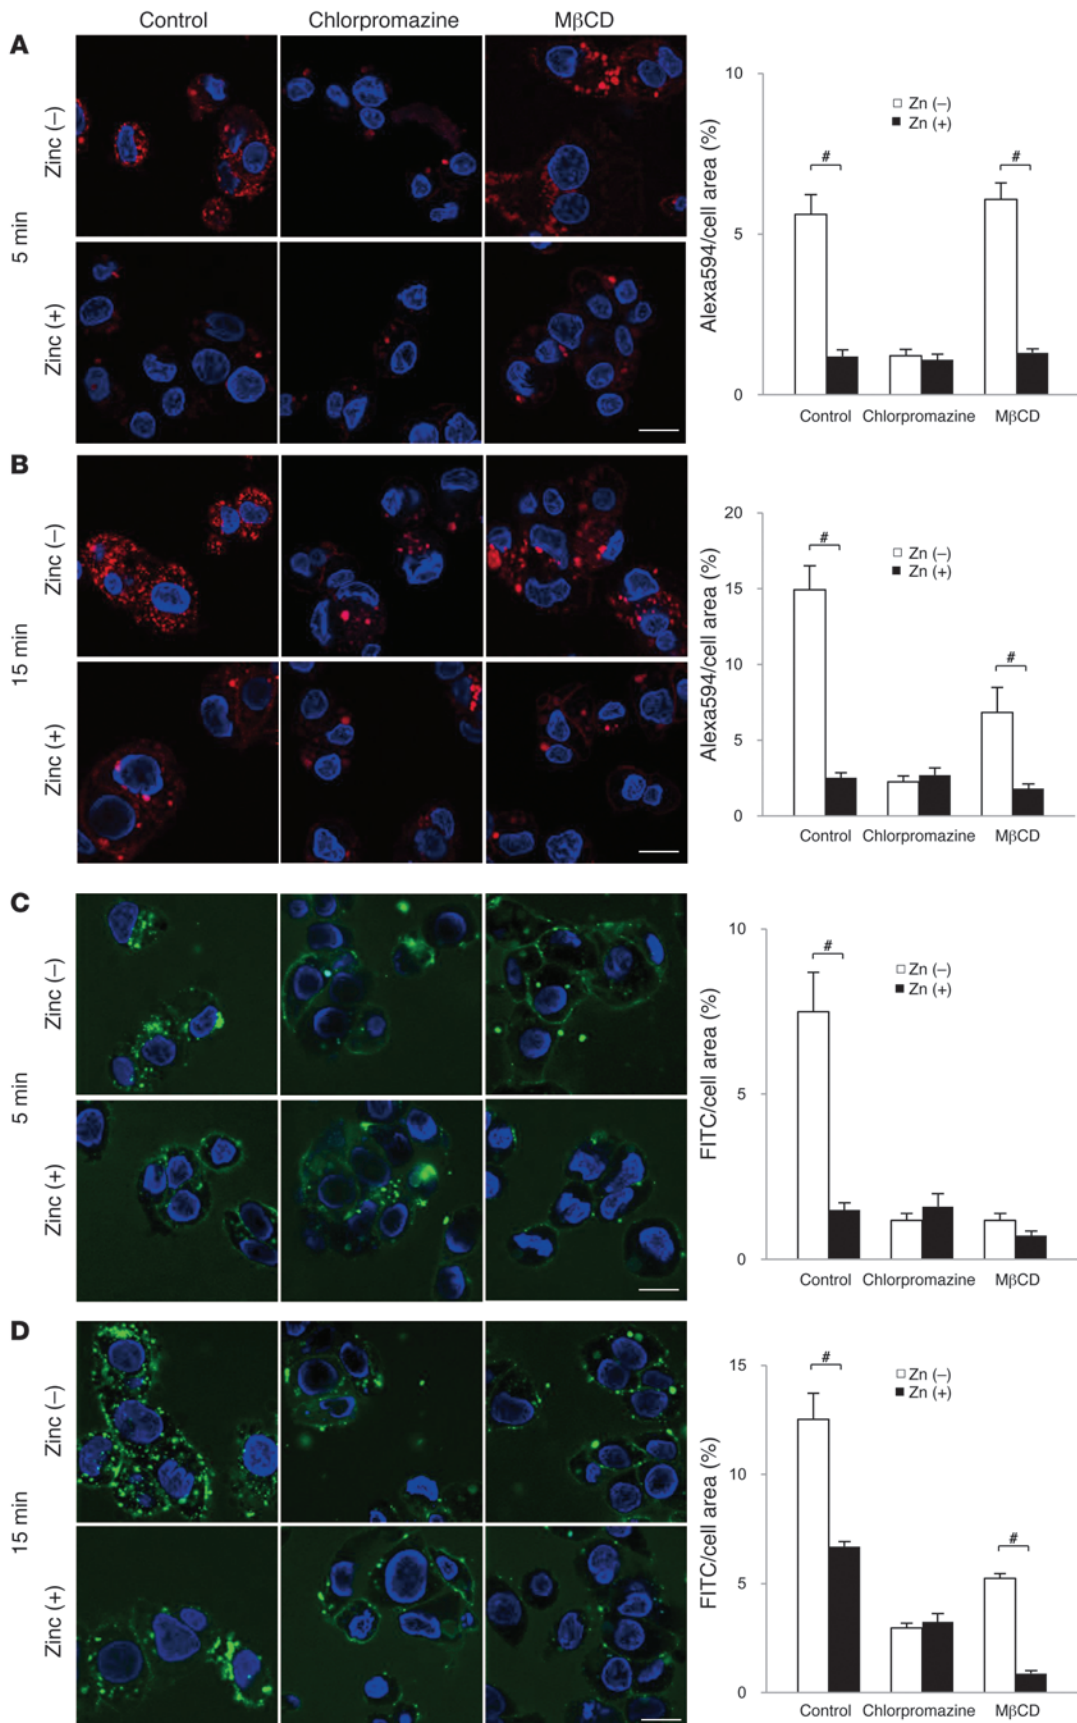 Control Chlorpromazine MβCD
A
5 min
Zinc (–)
Zinc (+)
Alexa594/cell area (%)
10
5
0
Zn (–)
Zn (+)
#
#
Control Chlorpromazine MβCD
B
15 min
Zinc (–)
Zinc (+)
Alexa594/cell area (%)
20
15
10
5
0
Zn (–)
Zn (+)
#
#
Control Chlorpromazine MβCD
C
5 min
Zinc (–)
Zinc (+)
FITC/cell area (%)
10
5
0
Zn (–)
Zn (+)
#
Control Chlorpromazine MβCD
D
15 min
Zinc (–)
Zinc (+)
FITC/cell area (%)
15
10
5
0
Zn (–)
Zn (+)
#
#
Control Chlorpromazine MβCD